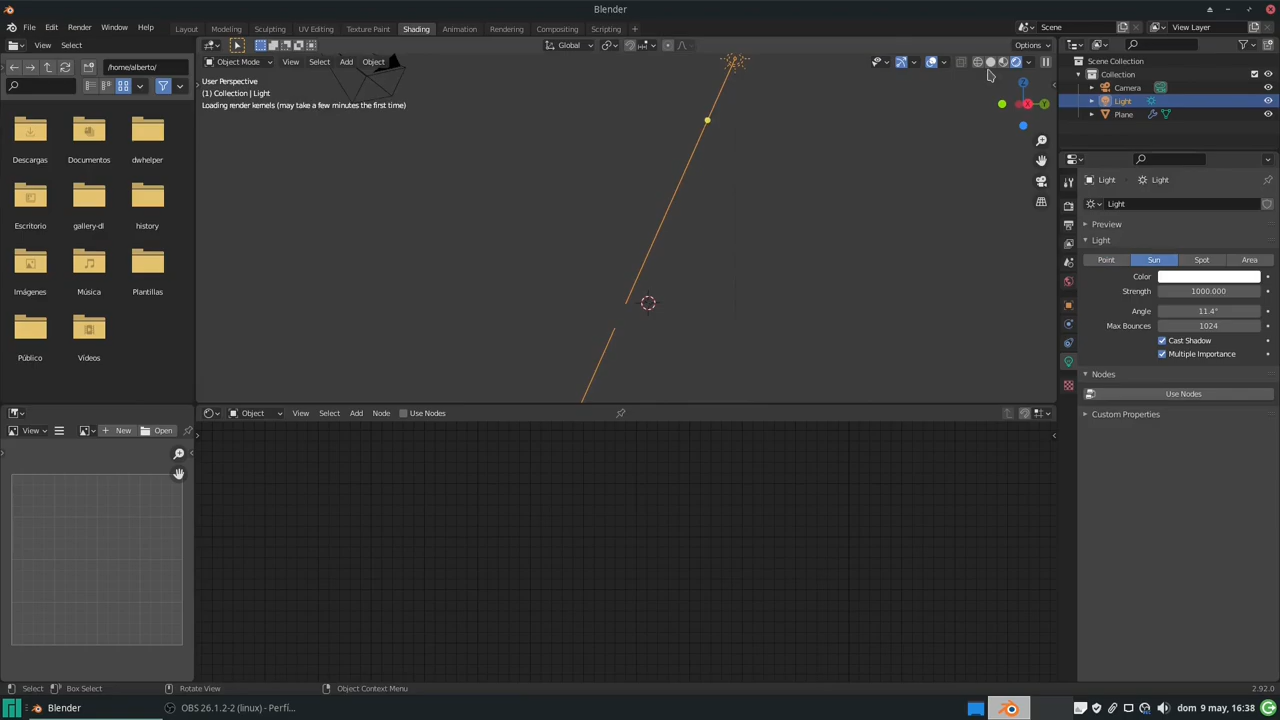 Blender
File Edit Render Window Help
Layout Modeling Sculpting UV Editing Texture Paint Shading Animation Rendering Compositing Scripting
Scene
View Layer
View Select
Global
Options
/home/alberto/
Object Mode View Select Add Object
User Perspective
(1) Collection | Light
Loading render kernels (may take a few minutes the first time)
Scene Collection
Collection
Camera
Light
Plane
Descargas Documentos dwhelper
Escritorio gallery-dl history
Imágenes Música Plantillas
Público Vídeos
Z
X
Y
Light Light
Light
Preview
Light
Point Sun Spot Area
Color
Strength 1000.000
Angle 11.4°
Max Bounces 1024
Cast Shadow
Multiple Importance
Nodes
Use Nodes
Custom Properties
View New Open
Object View Select Add Node Use Nodes
Select Box Select Rotate View Object Context Menu
2.92.0
Blender
OBS 26.1.2-2 (linux) - Perfi...
dom 9 may, 16:38